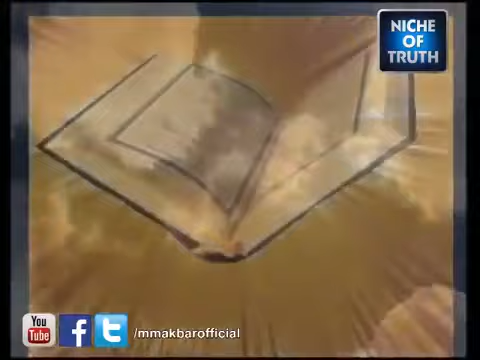 NICHE
OF
TRUTH
You
Tube
/mmakbarofficial